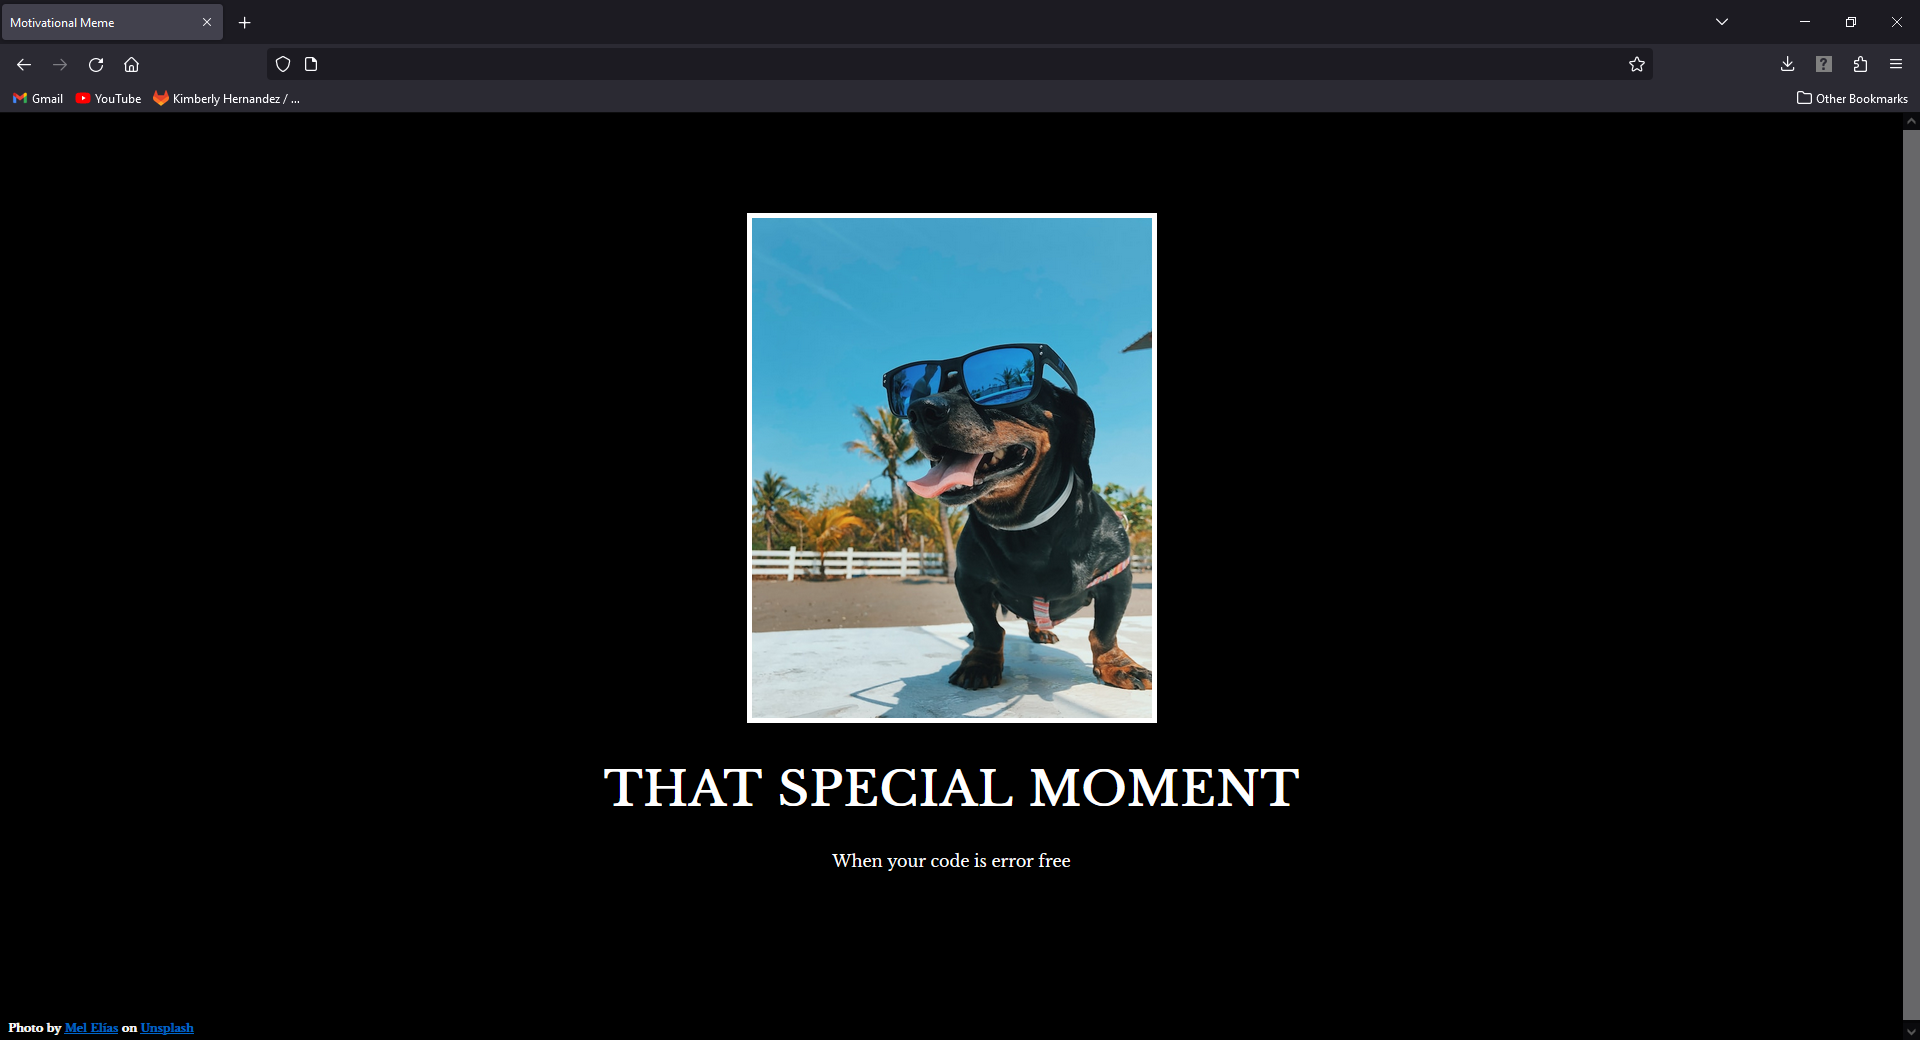 Motivational Meme
Gmail
YouTube
Kimberly Hernandez / ...
Other Bookmarks
THAT SPECIAL MOMENT
When your code is error free
Photo by Mel Elías on Unsplash